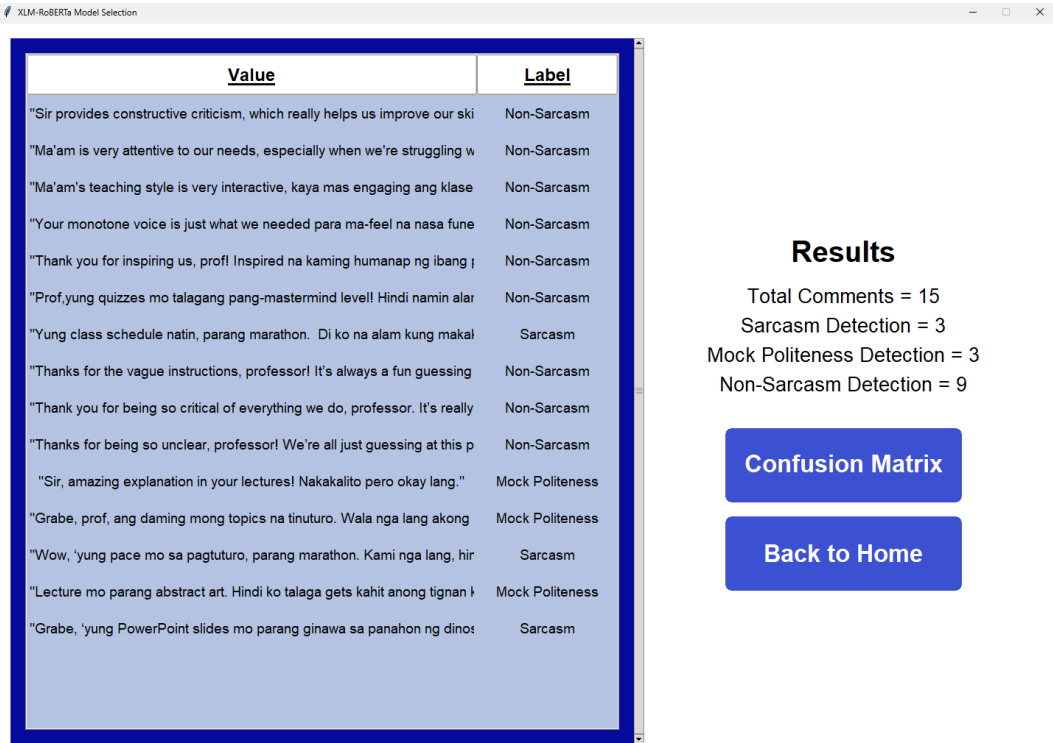 XLM-RoBERTa Model Selection
Value Label
"Sir provides constructive criticism, which really helps us improve our ski Non-Sarcasm
"Ma'am is very attentive to our needs, especially when we're struggling w Non-Sarcasm
"Ma'am's teaching style is very interactive, kaya mas engaging ang klase Non-Sarcasm
"Your monotone voice is just what we needed para ma-feel na nasa fune Non-Sarcasm
"Thank you for inspiring us, prof! Inspired na kaming humanap ng ibang Non-Sarcasm
"Prof,yung quizzes mo talagang pang-mastermind level! Hindi namin alar Non-Sarcasm
"Yung class schedule natin, parang marathon.  Di ko na alam kung makak Sarcasm
"Thanks for the vague instructions, professor! It’s always a fun guessing Non-Sarcasm
"Thank you for being so critical of everything we do, professor. It’s really Non-Sarcasm
"Thanks for being so unclear, professor! We’re all just guessing at this p Non-Sarcasm
"Sir, amazing explanation in your lectures! Nakakalito pero okay lang." Mock Politeness
"Grabe, prof, ang daming mong topics na tinuturo. Wala nga lang akong Mock Politeness
"Wow, ‘yung pace mo sa pagtuturo, parang marathon. Kami nga lang, hin Sarcasm
"Lecture mo parang abstract art. Hindi ko talaga gets kahit anong tignan k Mock Politeness
"Grabe, ‘yung PowerPoint slides mo parang ginawa sa panahon ng dinos Sarcasm
Results
Total Comments = 15
Sarcasm Detection = 3
Mock Politeness Detection = 3
Non-Sarcasm Detection = 9
Confusion Matrix
Back to Home